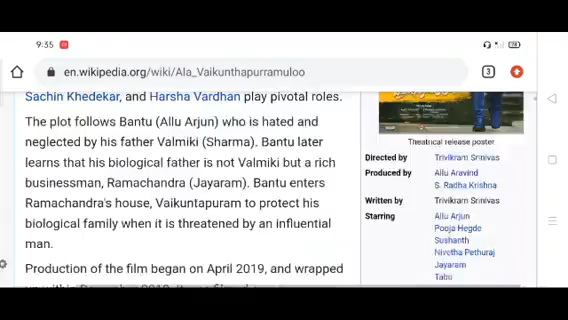 9:35
3
en.wikipedia.org/wiki/Ala_Vaikunthapurramuloo
Sachin Khedekar, and Harsha Vardhan play pivotal roles.
The plot follows Bantu (Allu Arjun) who is hated and
neglected by his father Valmiki (Sharma). Bantu later
learns that his biological father is not Valmiki but a rich
businessman, Ramachandra (Jayaram). Bantu enters
Ramachandra's house, Vaikuntapuram to protect his
biological family when it is threatened by an influential
man.
Production of the film began on April 2019, and wrapped
Theatrical release poster
Directed by Trivikram Srinivas
Produced by Allu Aravind
S. Radha Krishna
Written by Trivikram Srinivas
Starring Allu Arjun
Pooja Hegde
Sushanth
Nivetha Pethuraj
Jayaram
Tabu